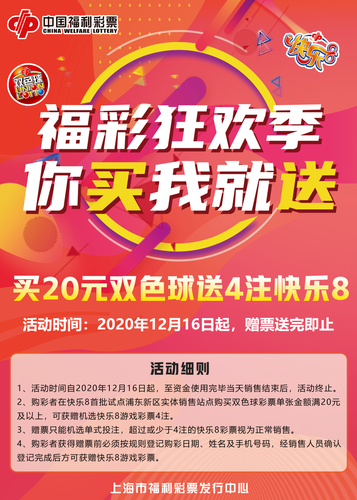 中国福利彩票
CHINA WELFARE LOTTERY
快乐8
双色球
福彩狂欢季
你买我就送
买20元双色球送4注快乐8
活动时间：2020年12月16日起，赠票送完即止
活动细则
1、活动时间自2020年12月16日起，至资金使用完毕当天销售结束后，活动终止。
2、购彩者在快乐8首批试点浦东新区实体销售站点购买双色球彩票单张金额满20元
及以上，可获赠机选快乐8游戏彩票4注。
3、赠票只能机选单式投注，超过或少于4注的快乐8彩票视为正常销售。
4、购彩者获得赠票前必须按规则登记购彩日期、姓名及手机号码，经销售人员确认
登记完成后方可获赠快乐8游戏彩票。
上海市福利彩票发行中心